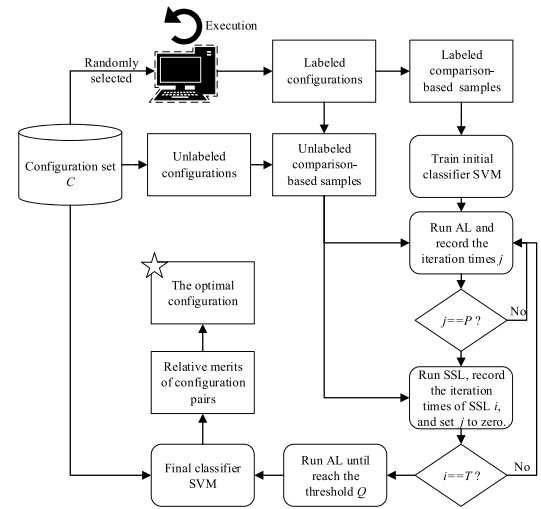 Execution
Randomly
selected
Labeled
configurations
Labeled
comparison-
based samples
Configuration set
C
Unlabeled
configurations
Unlabeled
comparison-
based samples
Train initial
classifier SVM
Run AL and
record the
iteration times j
The optimal
configuration
j==P ?
No
Relative merits
of configuration
pairs
Run SSL, record
the iteration
times of SSL i,
and set j to zero.
Final classifier
SVM
Run AL until
reach the
threshold Q
i==T ?
No